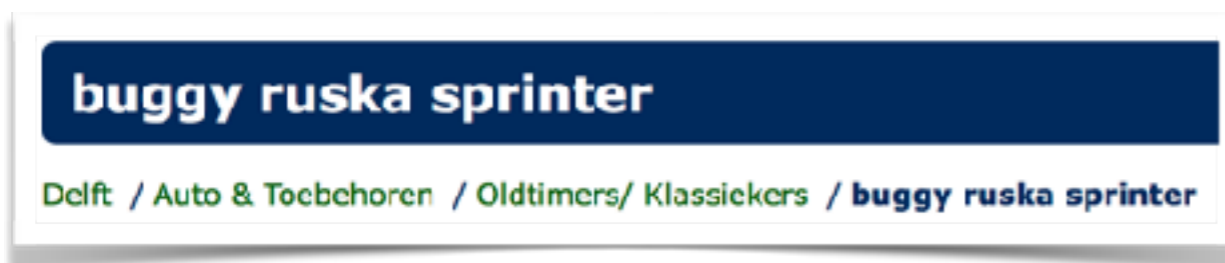 buggy ruska sprinter
Delft / Auto & Toebehoren / Oldtimers/ Klassiekers / buggy ruska sprinter